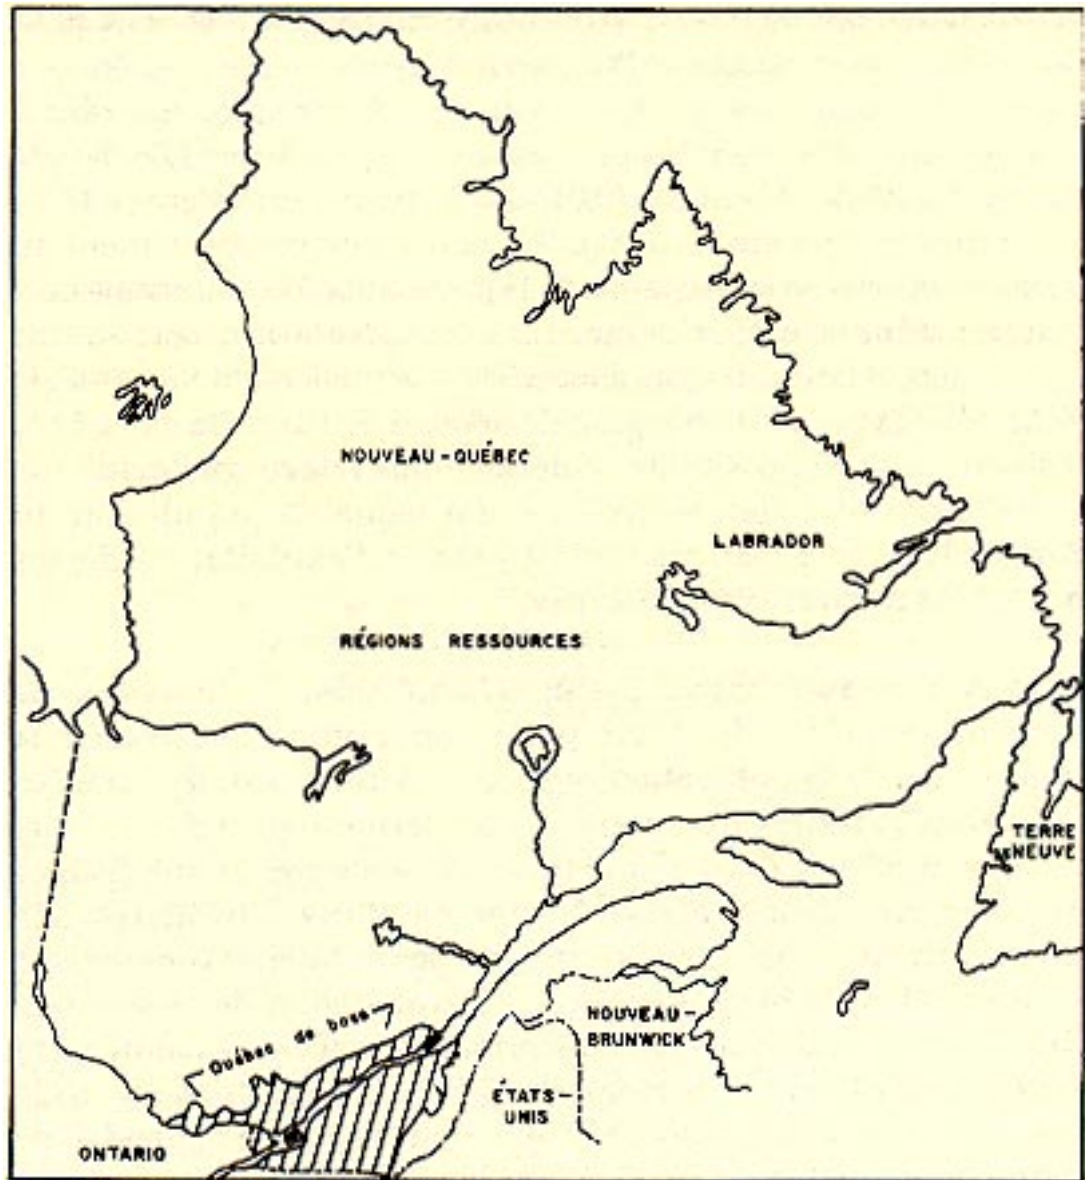 NOUVEAU-QUÉBEC
LABRADOR
RÉGIONS RESSOURCES
TERRE
NEUVE
NOUVEAU-
BRUNWICK
Québec de base
ÉTATS-
UNIS
ONTARIO